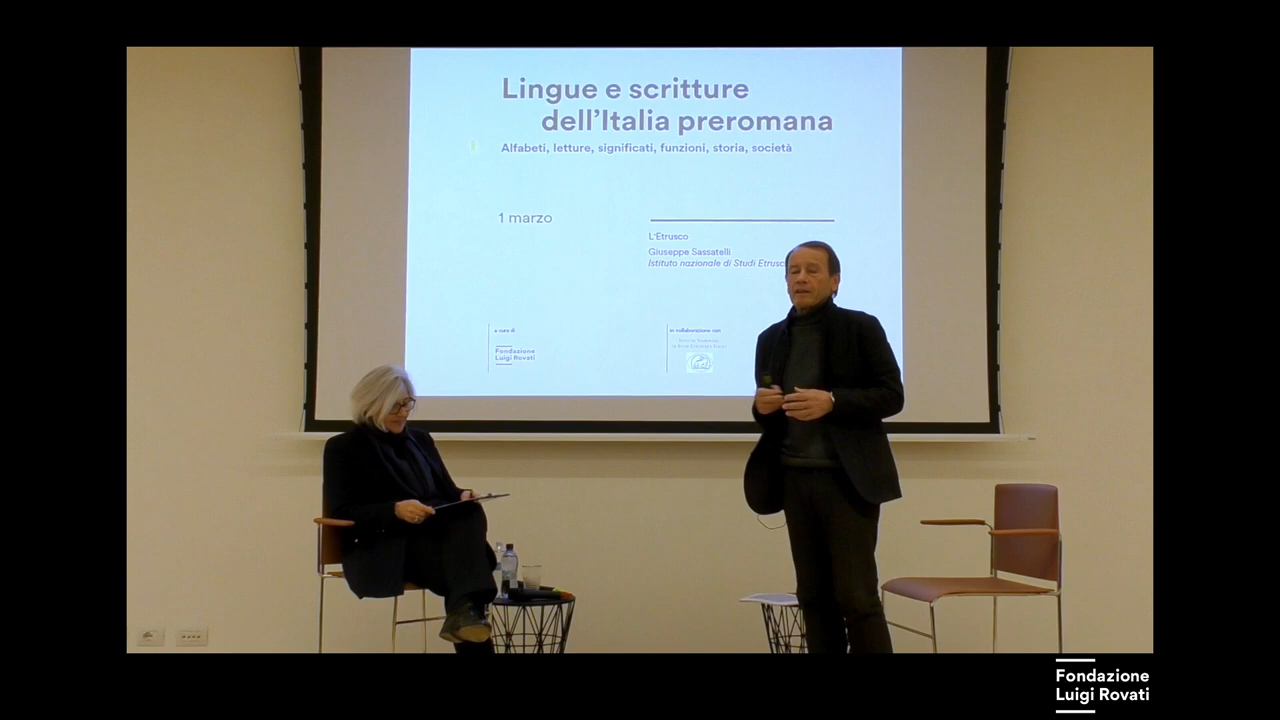 Lingue e scritture
dell'Italia preromana
Alfabeti, letture, significati, funzioni, storia, società
1 marzo
L'Etrusco
Giuseppe Sassatelli
Istituto nazionale di Studi Etrusc
a cura di
Fondazione
Luigi Rovati
in collaborazione con
Fondazione
Luigi Rovati